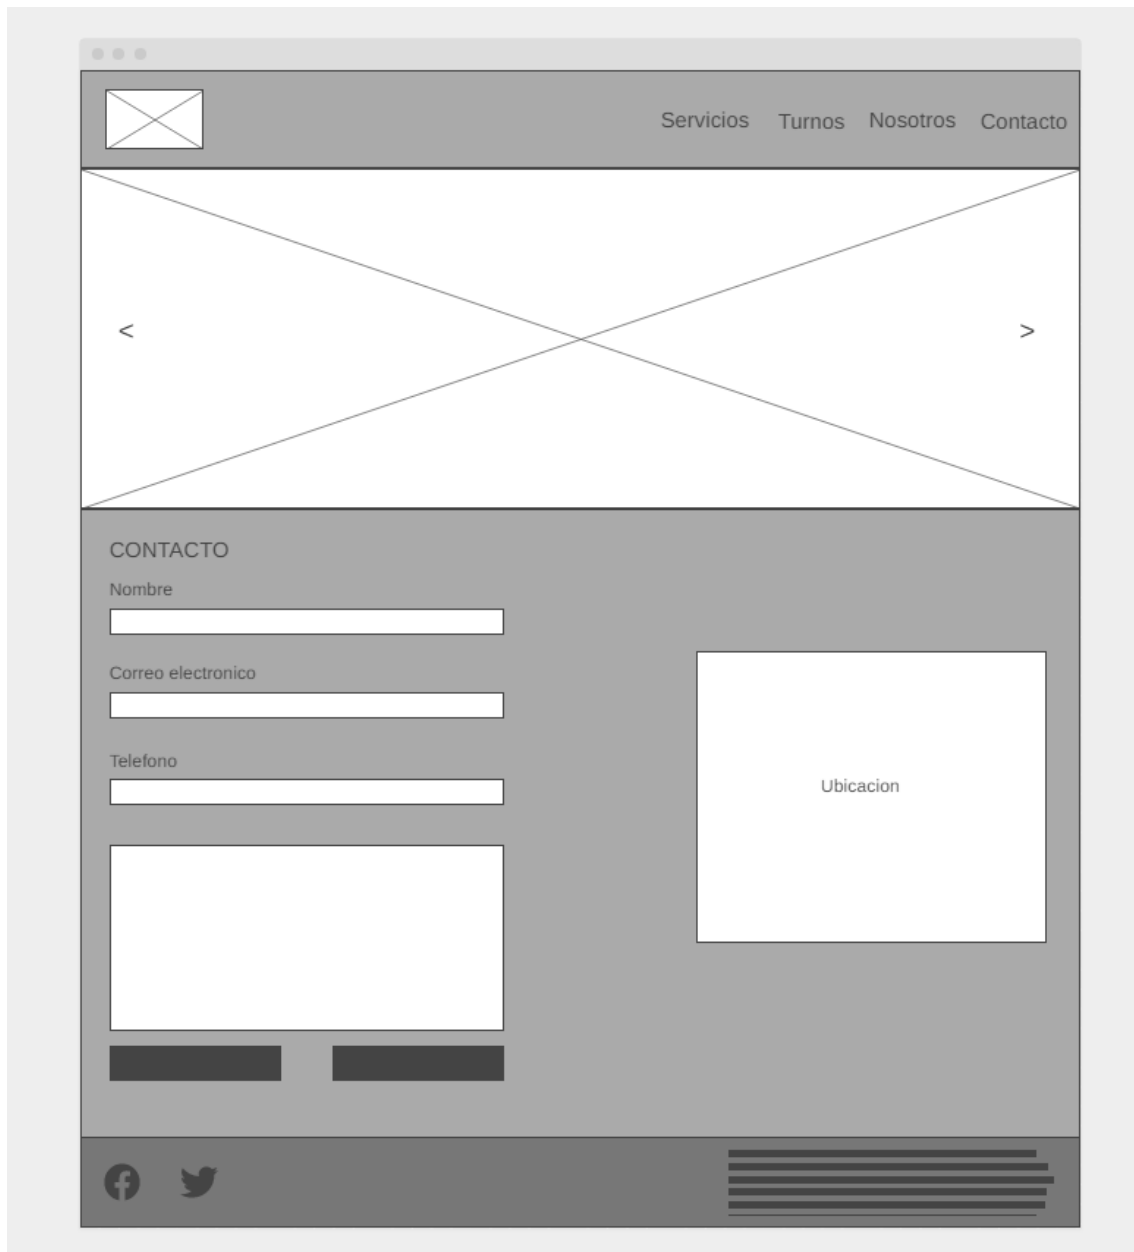 Servicios Turnos Nosotros Contacto
< >
CONTACTO
Nombre
Correo electronico
Telefono
Ubicacion